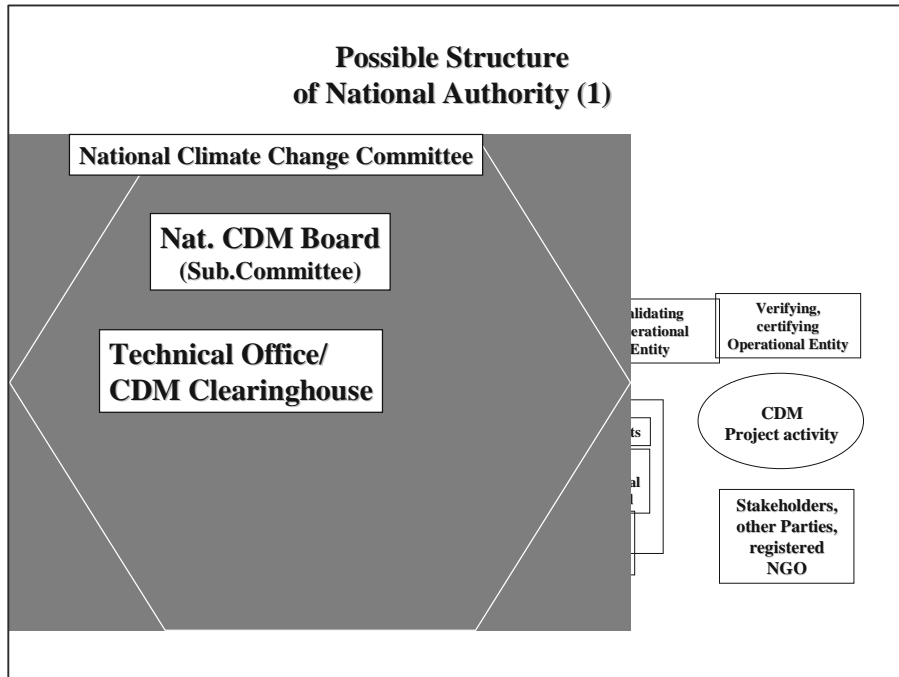 Possible Structure
of National Authority (1)
National Climate Change Committee
Nat. CDM Board
(Sub.Committee)
Technical Office/
CDM Clearinghouse
Entity
Verifying,
certifying
Operational Entity
CDM
Project activity
Stakeholders,
other Parties,
registered
NGO